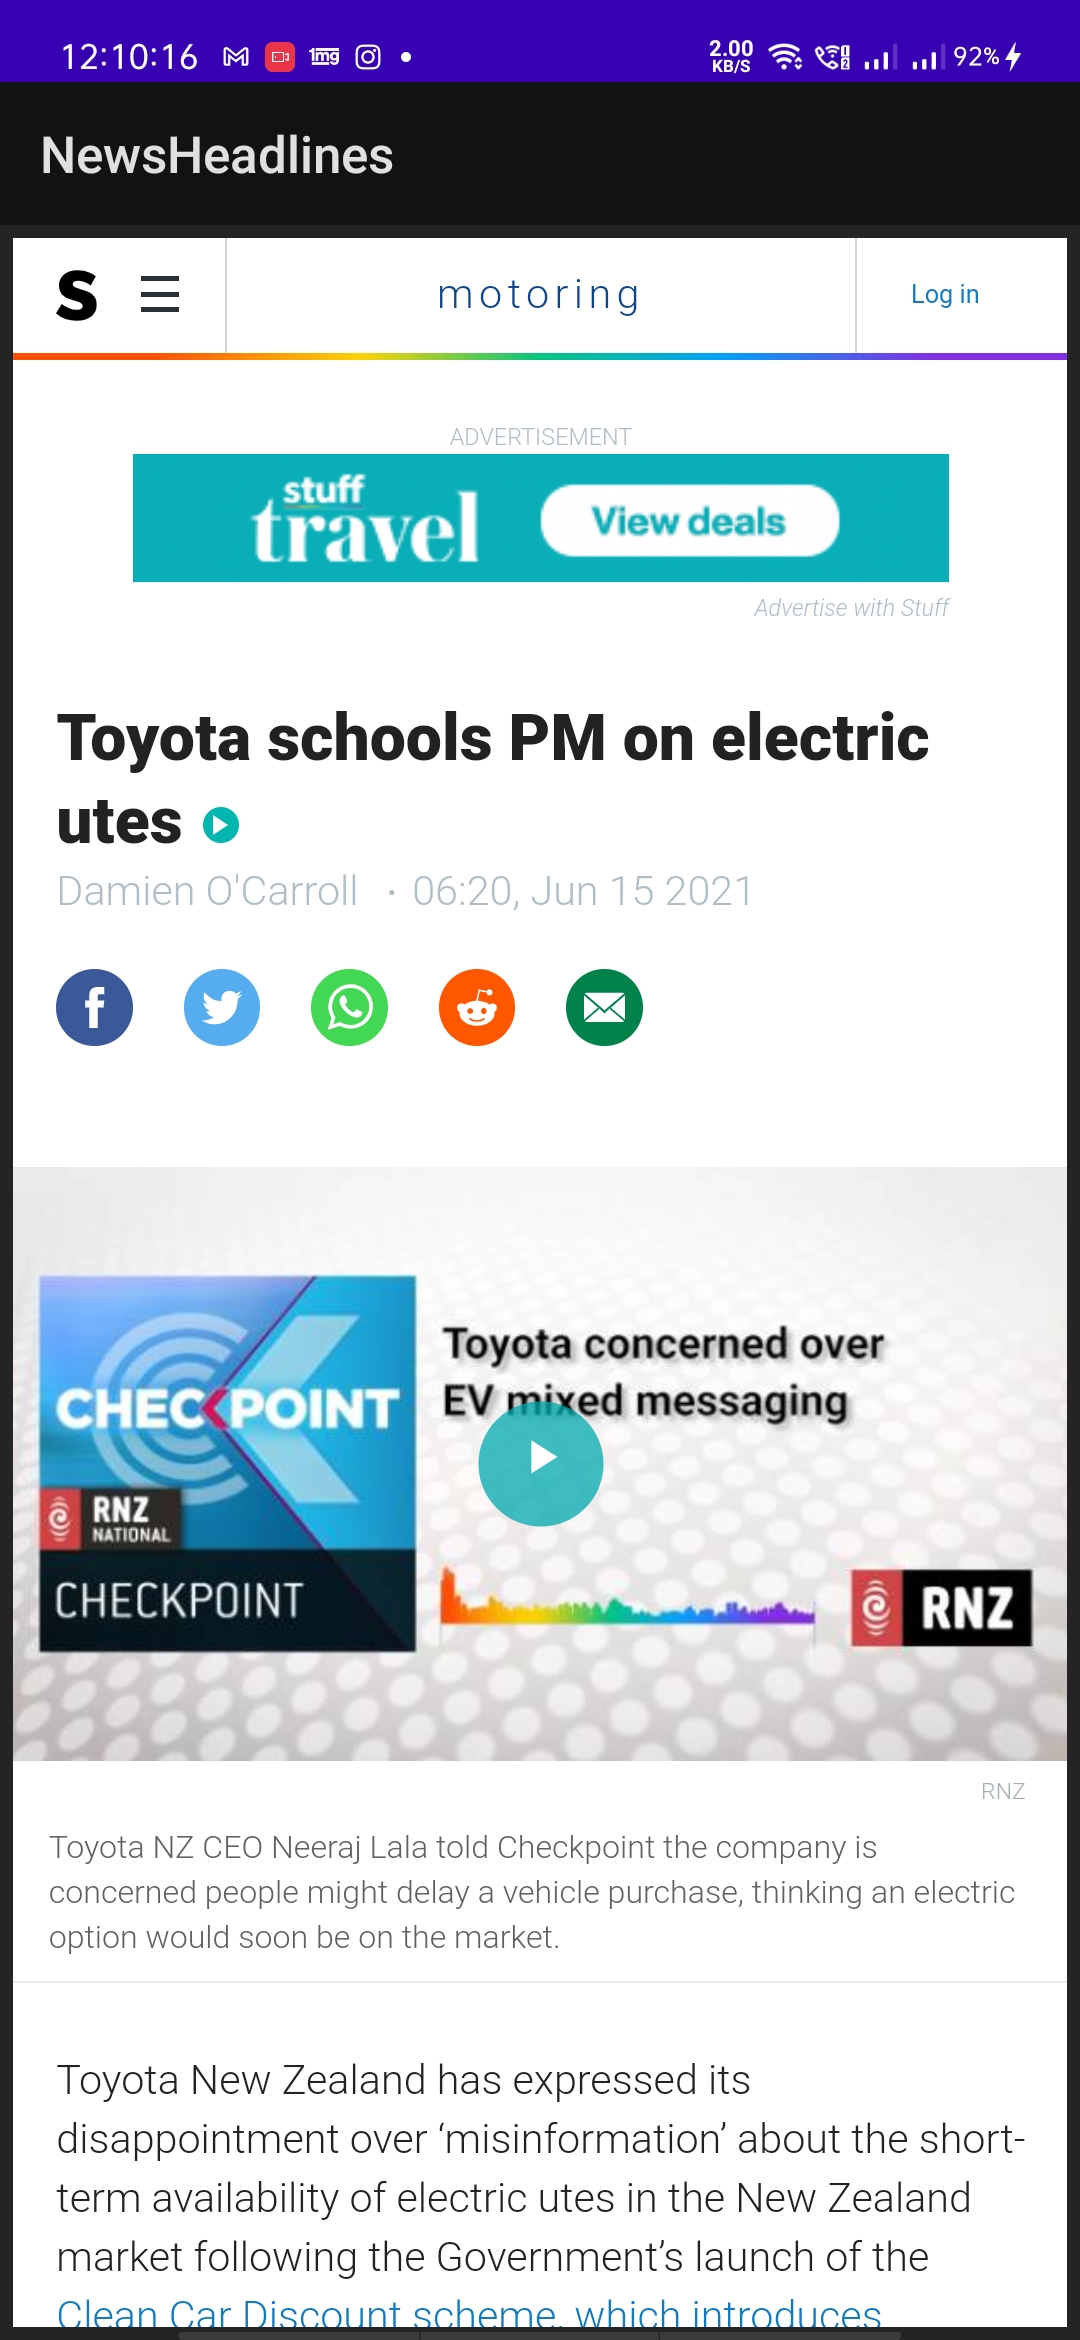 12:10:16 1mg 2.00 KB/S 92%
NewsHeadlines
S motoring Log in
ADVERTISEMENT
stuff
travel View deals
Advertise with Stuff
Toyota schools PM on electric
utes
Damien O'Carroll · 06:20, Jun 15 2021
Toyota concerned over
EV mixed messaging
CHECKPOINT
RNZ
NATIONAL
CHECKPOINT
RNZ
RNZ
Toyota NZ CEO Neeraj Lala told Checkpoint the company is
concerned people might delay a vehicle purchase, thinking an electric
option would soon be on the market.
Toyota New Zealand has expressed its
disappointment over ‘misinformation’ about the short-
term availability of electric utes in the New Zealand
market following the Government’s launch of the
Clean Car Discount scheme, which introduces